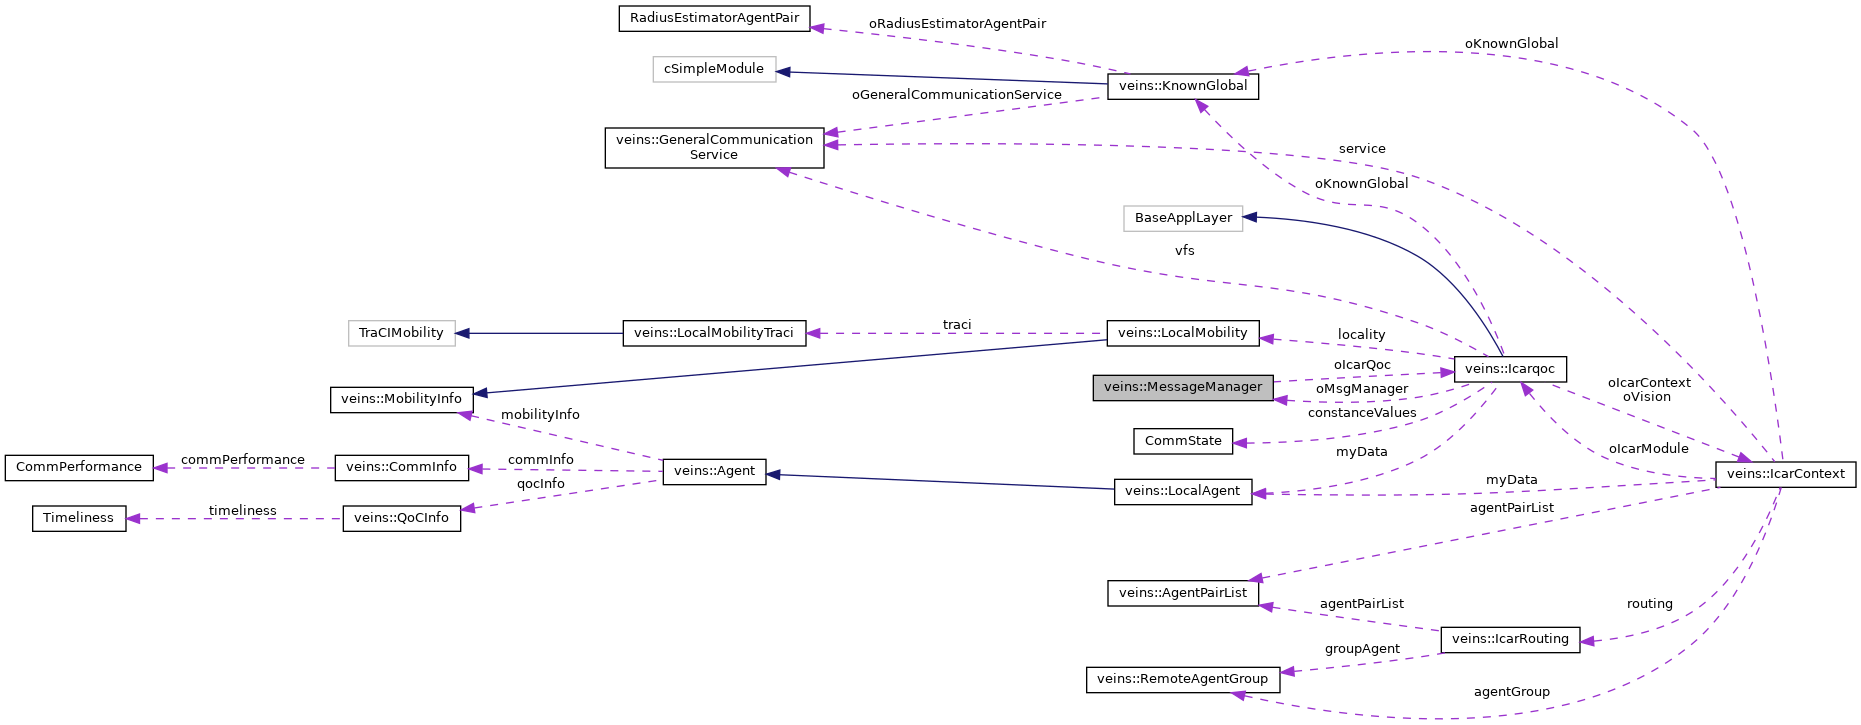 RadiusEstimatorAgentPair
oRadiusEstimatorAgentPair
oKnownGlobal
cSimpleModule
veins::KnownGlobal
oGeneralCommunicationService
veins::GeneralCommunication
Service
service
oKnownGlobal
BaseApplLayer
vfs
TraCIMobility
veins::LocalMobilityTraci
traci
veins::LocalMobility
locality
veins::Icarqoc
oIcarQoc
veins::MessageManager
oMsgManager
oIcarContext
oVision
veins::MobilityInfo
mobilityInfo
constanceValues
CommState
myData
oIcarModule
CommPerformance
commPerformance
veins::CommInfo
commInfo
veins::Agent
veins::IcarContext
qocInfo
veins::LocalAgent
myData
Timeliness
timeliness
veins::QoCInfo
agentPairList
veins::AgentPairList
agentPairList
routing
veins::IcarRouting
groupAgent
veins::RemoteAgentGroup
agentGroup